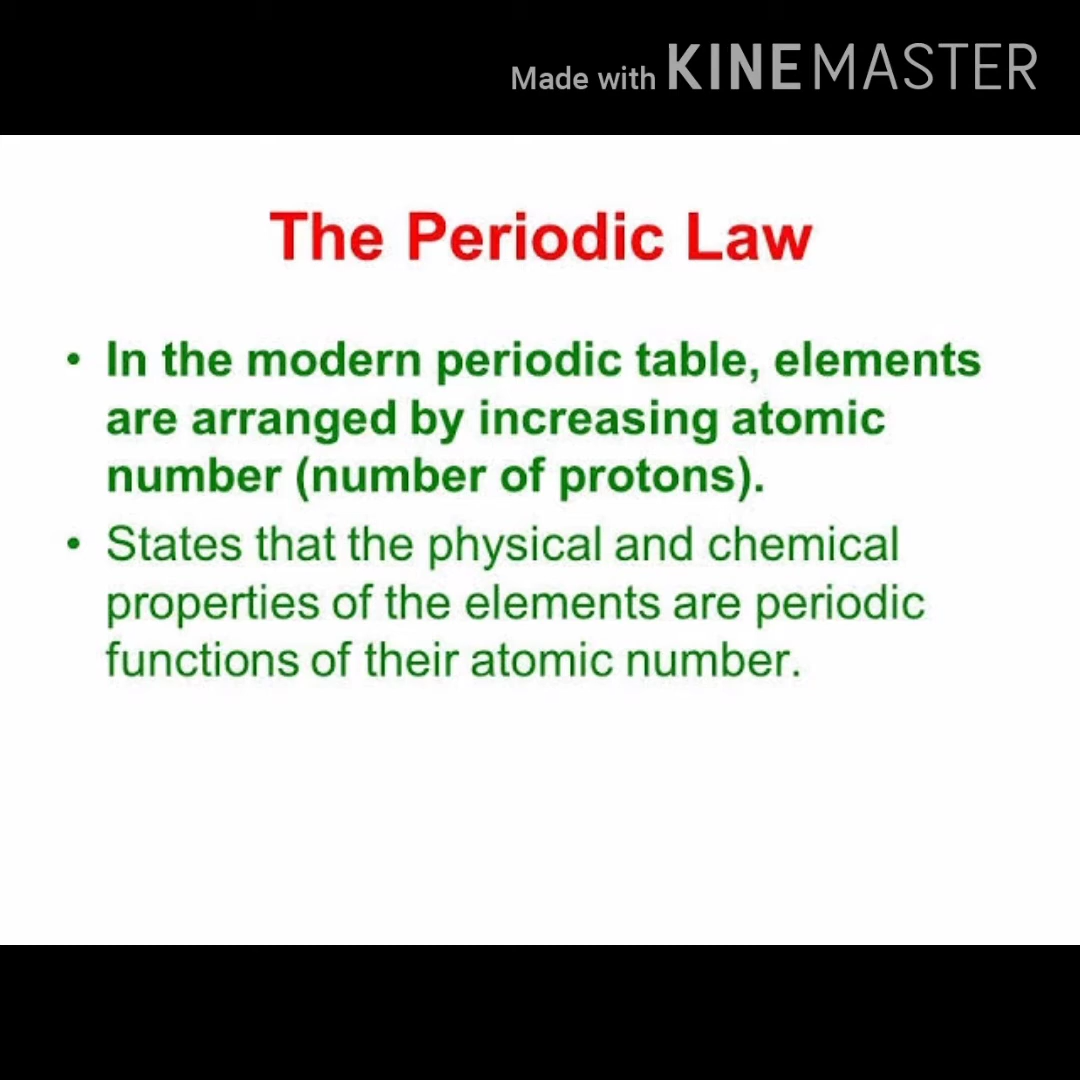 Made with KINEMASTER
The Periodic Law
• In the modern periodic table, elements
are arranged by increasing atomic
number (number of protons).
• States that the physical and chemical
properties of the elements are periodic
functions of their atomic number.